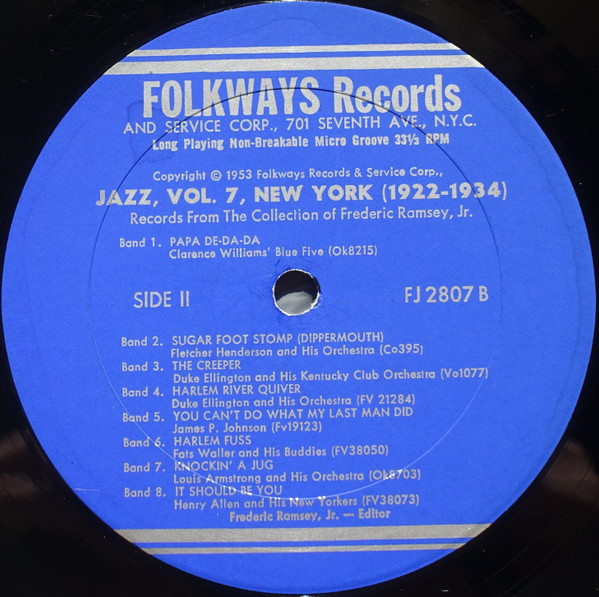 FOLKWAYS Records
AND SERVICE CORP., 701 SEVENTH AVE., N.Y.C.
Long Playing Non-Breakable Micro Groove 33⅓ RPM
Copyright © 1953 Folkways Records & Service Corp.,
JAZZ, VOL. 7, NEW YORK (1922-1934)
Records From The Collection of Frederic Ramsey, Jr.
Band 1. PAPA DE-DA-DA
Clarence Williams' Blue Five (Ok8215)
SIDE II
FJ 2807 B
Band 2. SUGAR FOOT STOMP (DIPPERMOUTH)
Fletcher Henderson and His Orchestra (Co395)
Band 3. THE CREEPER
Duke Ellington and His Kentucky Club Orchestra (Vo1077)
Band 4. HARLEM RIVER QUIVER
Duke Ellington and His Orchestra (FV 21284)
Band 5. YOU CAN'T DO WHAT MY LAST MAN DID
James P. Johnson (Fv19123)
Band 6. HARLEM FUSS
Fats Waller and His Buddies (FV38050)
Band 7. KNOCKIN' A JUG
Louis Armstrong and His Orchestra (Ok8703)
Band 8. IT SHOULD BE YOU
Henry Allen and His New Yorkers (FV38073)
Frederic Ramsey, Jr. — Editor